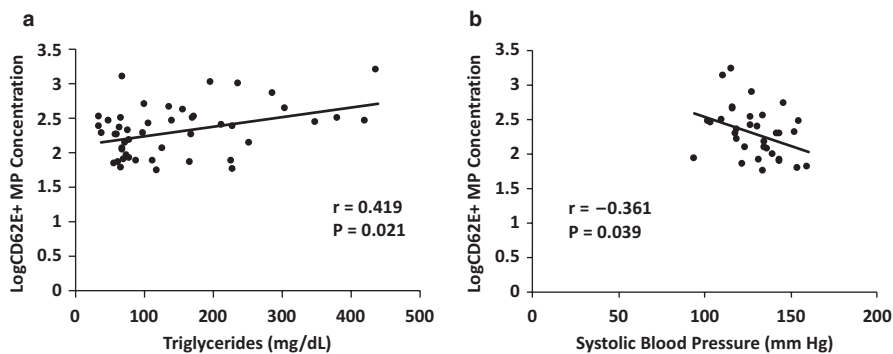 a
LogCD62E+ MP Concentration
3.5
3
2.5
2
1.5
1
0.5
0
0 100 200 300 400 500
Triglycerides (mg/dL)
r = 0.419
P = 0.021
b
LogCD62E+ MP Concentration
3.5
3
2.5
2
1.5
1
0.5
0
0 50 100 150 200
Systolic Blood Pressure (mm Hg)
r = −0.361
P = 0.039